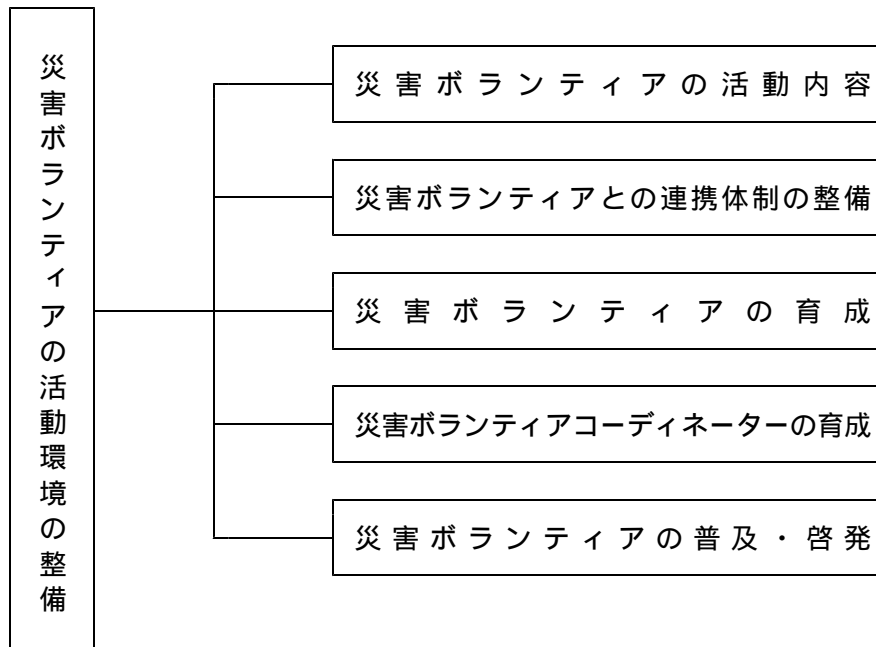 災害ボランティアの活動環境の整備
災害ボランティアの活動内容
災害ボランティアとの連携体制の整備
災害ボランティアの育成
災害ボランティアコーディネーターの育成
災害ボランティアの普及・啓発